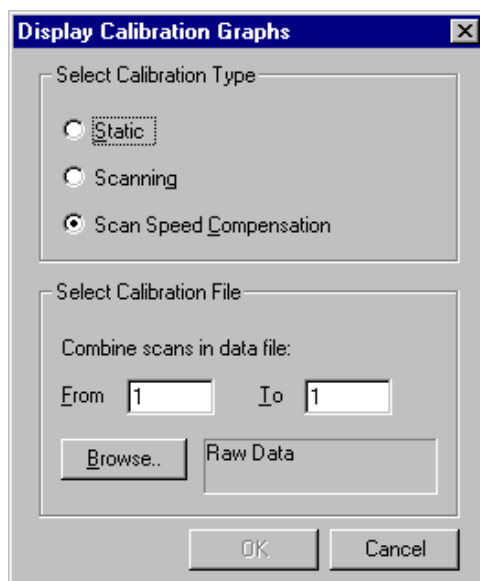 Display Calibration Graphs
Select Calibration Type
Static
Scanning
Scan Speed Compensation
Select Calibration File
Combine scans in data file:
From 1 To 1
Browse.. Raw Data
OK Cancel